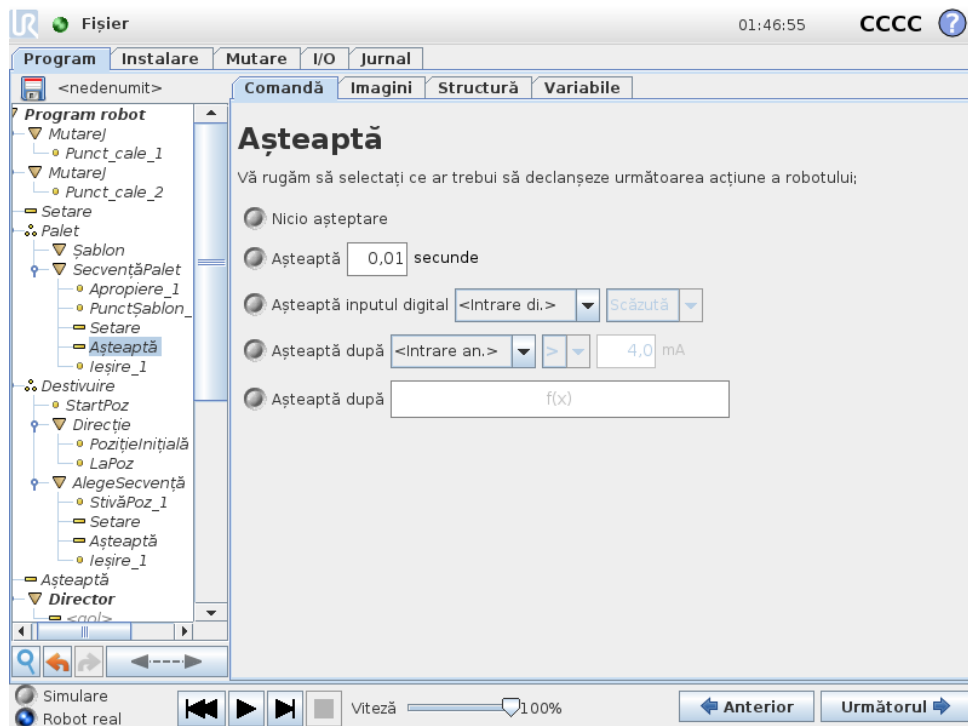 UR Fișier 01:46:55 CCCC ?
Program Instalare Mutare I/O Jurnal
<nedenumit>
Program robot
MutareJ
Punct_cale_1
MutareJ
Punct_cale_2
Setare
Palet
Șablon
SecvențăPalet
Apropiere_1
PunctȘablon_
Setare
Așteaptă
Ieșire_1
Destivuire
StartPoz
Direcție
PozițieInițială
LaPoz
AlegeSecvență
StivăPoz_1
Setare
Așteaptă
Ieșire_1
Așteaptă
Director
<gol>
Comandă Imagini Structură Variabile
Așteaptă
Vă rugăm să selectați ce ar trebui să declanșeze următoarea acțiune a robotului;
Nicio așteptare
Așteaptă 0,01 secunde
Așteaptă inputul digital <Intrare di.> Scăzută
Așteaptă după <Intrare an.> > 4,0 mA
Așteaptă după f(x)
Simulare
Robot real
Viteză 100%
Anterior Următorul